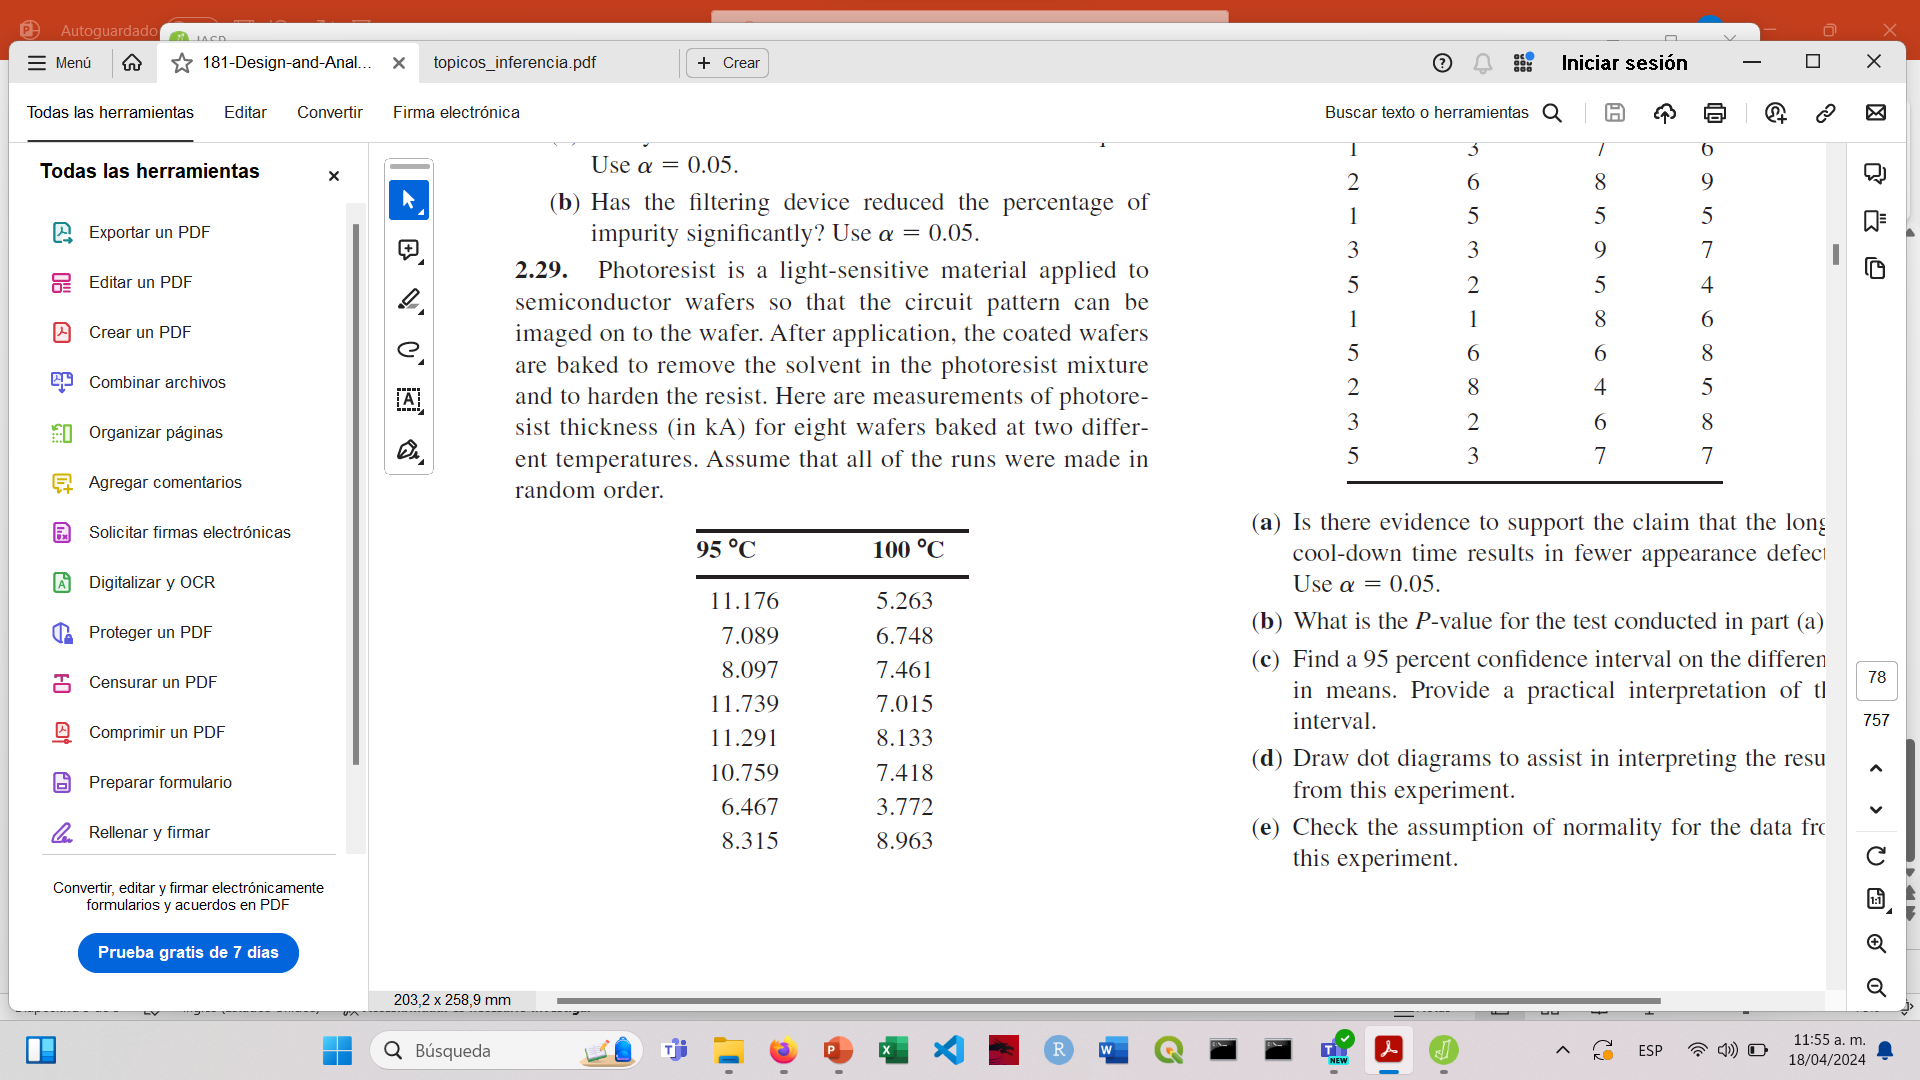 Autoguardado
JASP
Menú
181-Design-and-Anal...
topicos_inferencia.pdf
Crear
Iniciar sesión
Todas las herramientas
Editar
Convertir
Firma electrónica
Buscar texto o herramientas
Todas las herramientas
Exportar un PDF
Editar un PDF
Crear un PDF
Combinar archivos
Organizar páginas
Agregar comentarios
Solicitar firmas electrónicas
Digitalizar y OCR
Proteger un PDF
Censurar un PDF
Comprimir un PDF
Preparar formulario
Rellenar y firmar
Convertir, editar y firmar electrónicamente
formularios y acuerdos en PDF
Prueba gratis de 7 días
Use α = 0.05.
(b) Has the filtering device reduced the percentage of
impurity significantly? Use α = 0.05.
2.29. Photoresist is a light-sensitive material applied to
semiconductor wafers so that the circuit pattern can be
imaged on to the wafer. After application, the coated wafers
are baked to remove the solvent in the photoresist mixture
and to harden the resist. Here are measurements of photore-
sist thickness (in kA) for eight wafers baked at two differ-
ent temperatures. Assume that all of the runs were made in
random order.
95 °C 100 °C
11.176 5.263
7.089 6.748
8.097 7.461
11.739 7.015
11.291 8.133
10.759 7.418
6.467 3.772
8.315 8.963
1 3 7 6
2 6 8 9
1 5 5 5
3 3 9 7
5 2 5 4
1 1 8 6
5 6 6 8
2 8 4 5
3 2 6 8
5 3 7 7
(a) Is there evidence to support the claim that the long
cool-down time results in fewer appearance defect
Use α = 0.05.
(b) What is the P-value for the test conducted in part (a)
(c) Find a 95 percent confidence interval on the differen
in means. Provide a practical interpretation of th
interval.
(d) Draw dot diagrams to assist in interpreting the resu
from this experiment.
(e) Check the assumption of normality for the data fro
this experiment.
78
757
203,2 x 258,9 mm
Búsqueda
NEW
ESP
11:55 a. m.
18/04/2024